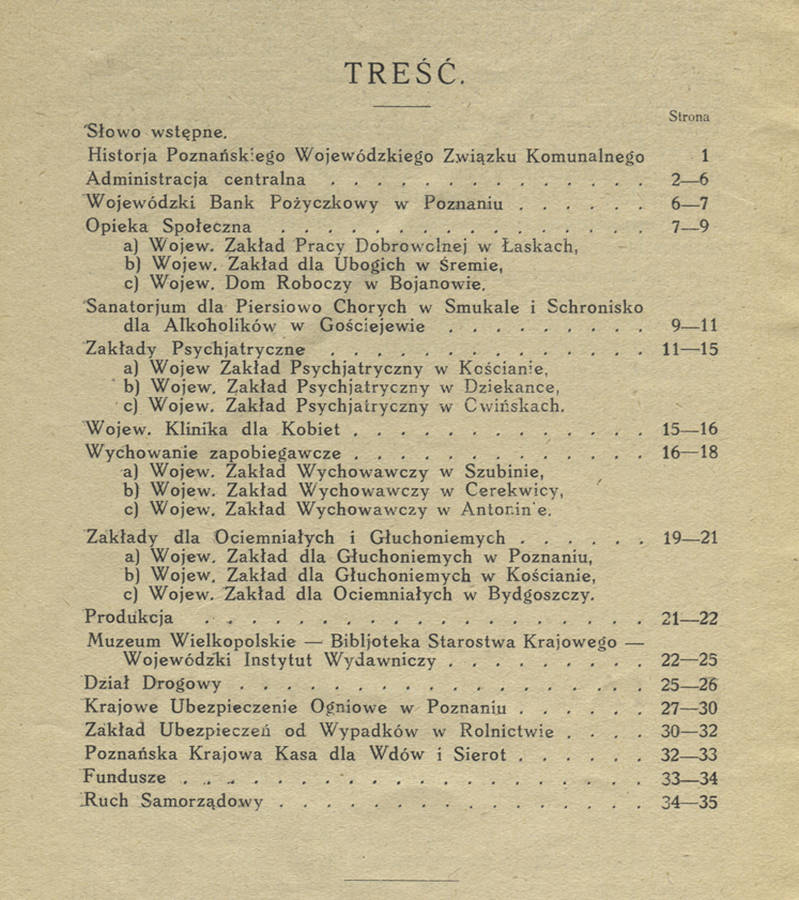 TREŚĆ.
Strona
Słowo wstępne.
Historja Poznańskiego Wojewódzkiego Związku Komunalnego 1
Administracja centralna . . . . . . . . . . . . . . 2—6
Wojewódzki Bank Pożyczkowy w Poznaniu . . . . . . 6—7
Opieka Społeczna . . . . . . . . . . . . . . . . 7—9
a) Wojew. Zakład Pracy Dobrowolnej w Łaskach,
b) Wojew. Zakład dla Ubogich w Śremie,
c) Wojew. Dom Roboczy w Bojanowie.
Sanatorjum dla Piersiowo Chorych w Smukale i Schronisko
dla Alkoholików w Gościejewie . . . . . . . . . 9—11
Zakłady Psychjatryczne . . . . . . . . . . . . . . 11—15
a) Wojew Zakład Psychjatryczny w Kościanie,
b) Wojew. Zakład Psychjatryczny w Dziekance,
c) Wojew. Zakład Psychjatryczny w Cwińskach.
Wojew. Klinika dla Kobiet . . . . . . . . . . . . . 15—16
Wychowanie zapobiegawcze . . . . . . . . . . . . . 16—18
a) Wojew. Zakład Wychowawczy w Szubinie,
b) Wojew. Zakład Wychowawczy w Cerekwicy,
c) Wojew. Zakład Wychowawczy w Antoninie.
Zakłady dla Ociemniałych i Głuchoniemych . . . . . . 19—21
a) Wojew. Zakład dla Głuchoniemych w Poznaniu,
b) Wojew. Zakład dla Głuchoniemych w Kościanie,
c) Wojew. Zakład dla Ociemniałych w Bydgoszczy.
Produkcja . . . . . . . . . . . . . . . . . . . 21—22
Muzeum Wielkopolskie — Bibljoteka Starostwa Krajowego —
Wojewódzki Instytut Wydawniczy . . . . . . . . . 22—25
Dział Drogowy . . . . . . . . . . . . . . . . . . 25—26
Krajowe Ubezpieczenie Ogniowe w Poznaniu . . . . . . 27—30
Zakład Ubezpieczeń od Wypadków w Rolnictwie . . . . 30—32
Poznańska Krajowa Kasa dla Wdów i Sierot . . . . . . 32—33
Fundusze . . . . . . . . . . . . . . . . . . . . 33—34
Ruch Samorządowy . . . . . . . . . . . . . . . . 34—35